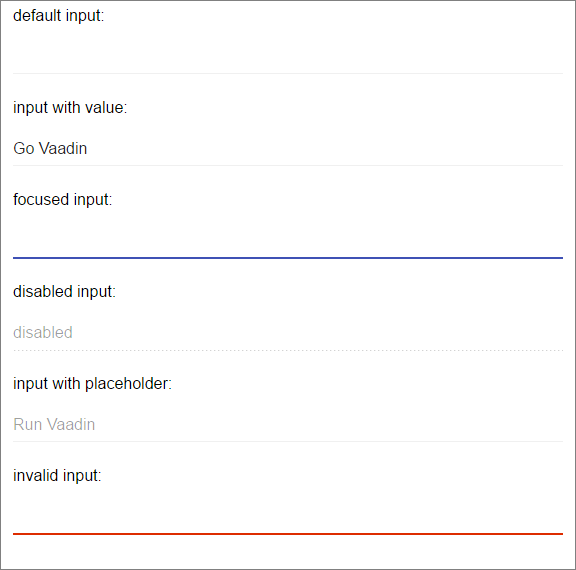 default input:
input with value:
Go Vaadin
focused input:
disabled input:
disabled
input with placeholder:
Run Vaadin
invalid input: